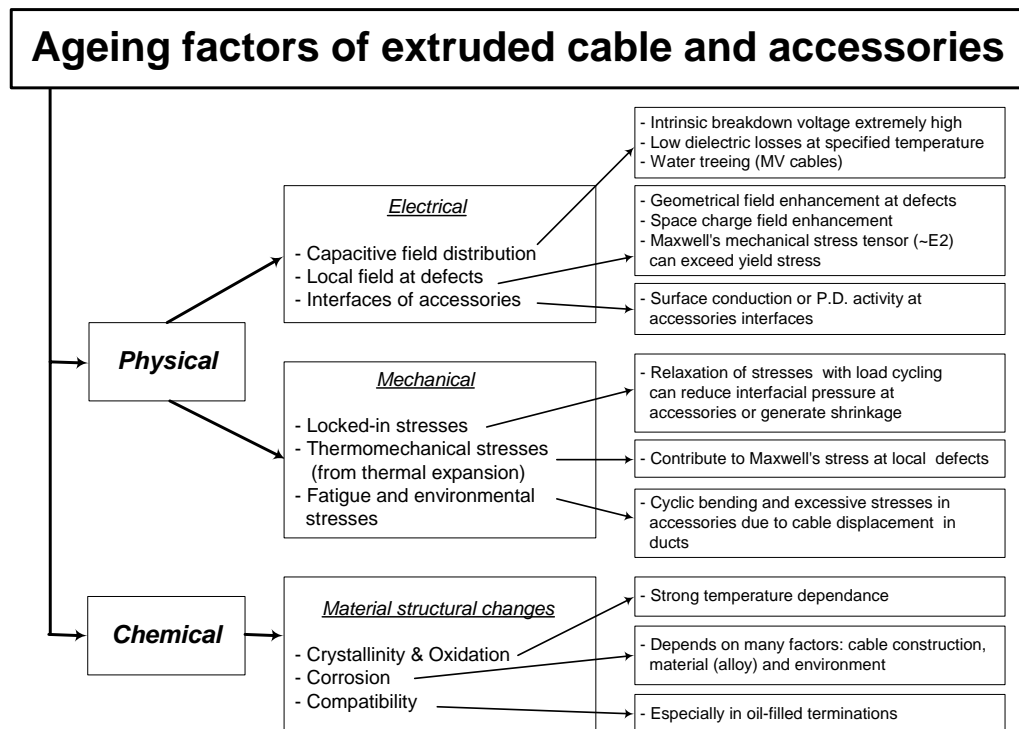 Ageing factors of extruded cable and accessories
- Intrinsic breakdown voltage extremely high
- Low dielectric losses at specified temperature
- Water treeing (MV cables)
Electrical
- Capacitive field distribution
- Local field at defects
- Interfaces of accessories
- Geometrical field enhancement at defects
- Space charge field enhancement
- Maxwell's mechanical stress tensor (~E2)
can exceed yield stress
- Surface conduction or P.D. activity at
accessories interfaces
Physical
Mechanical
- Locked-in stresses
- Thermomechanical stresses
(from thermal expansion)
- Fatigue and environmental
stresses
- Relaxation of stresses with load cycling
can reduce interfacial pressure at
accessories or generate shrinkage
- Contribute to Maxwell's stress at local defects
- Cyclic bending and excessive stresses in
accessories due to cable displacement in
ducts
Chemical
Material structural changes
- Crystallinity & Oxidation
- Corrosion
- Compatibility
- Strong temperature dependance
- Depends on many factors: cable construction,
material (alloy) and environment
- Especially in oil-filled terminations